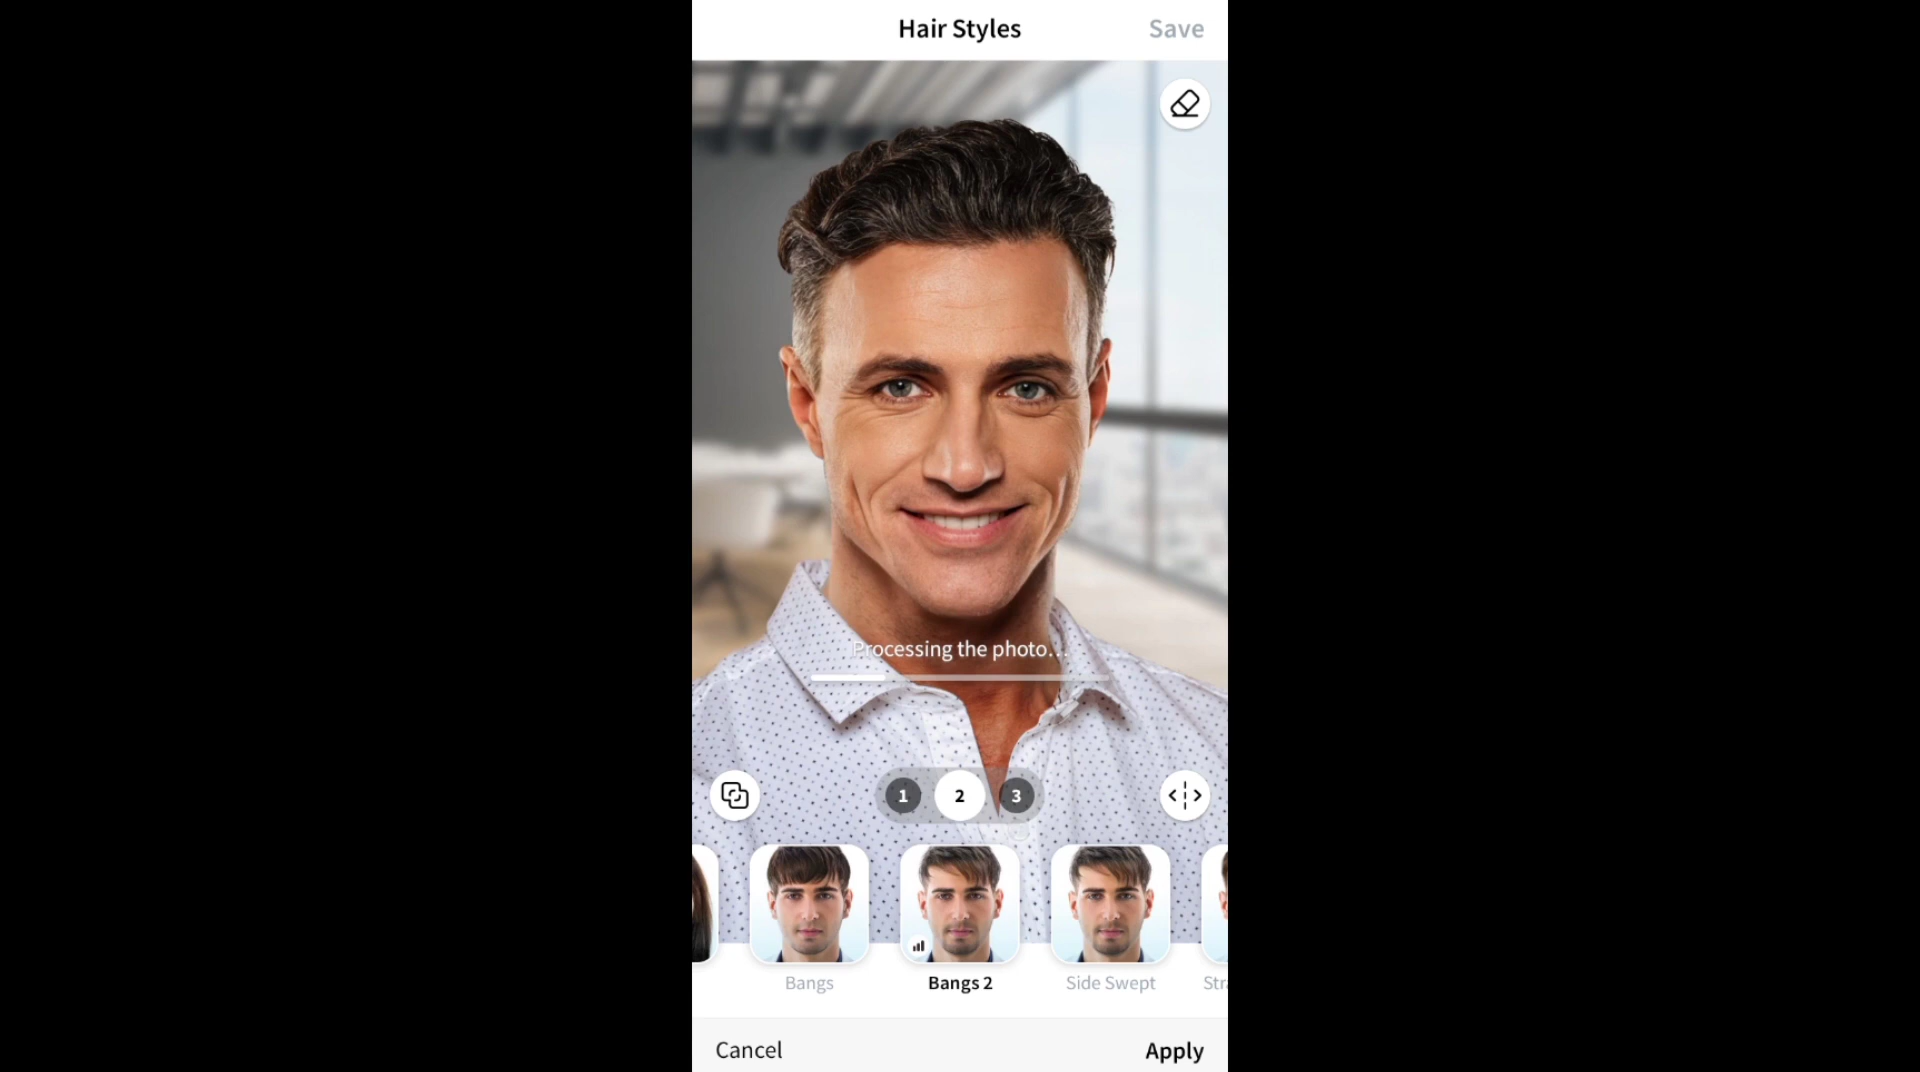 Hair Styles
Save
Processing the photo...
1
2
3
Bangs
Bangs 2
Side Swept
Cancel
Apply